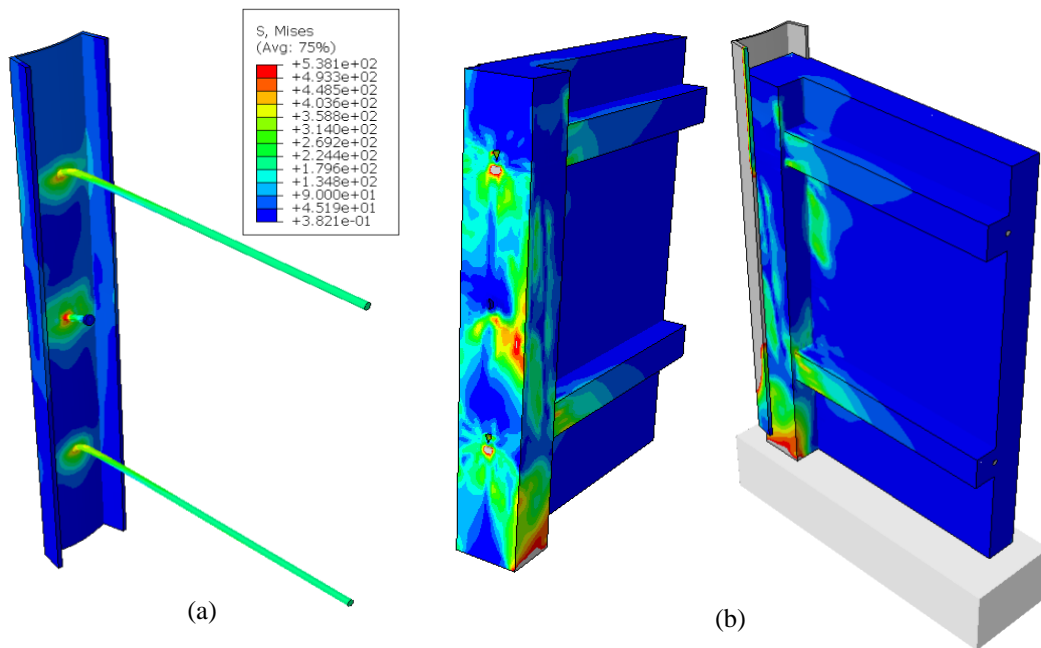 S, Mises
(Avg: 75%)
+5.381e+02
+4.933e+02
+4.485e+02
+4.036e+02
+3.588e+02
+3.140e+02
+2.692e+02
+2.244e+02
+1.796e+02
+1.348e+02
+9.000e+01
+4.519e+01
+3.821e-01
(a)
(b)